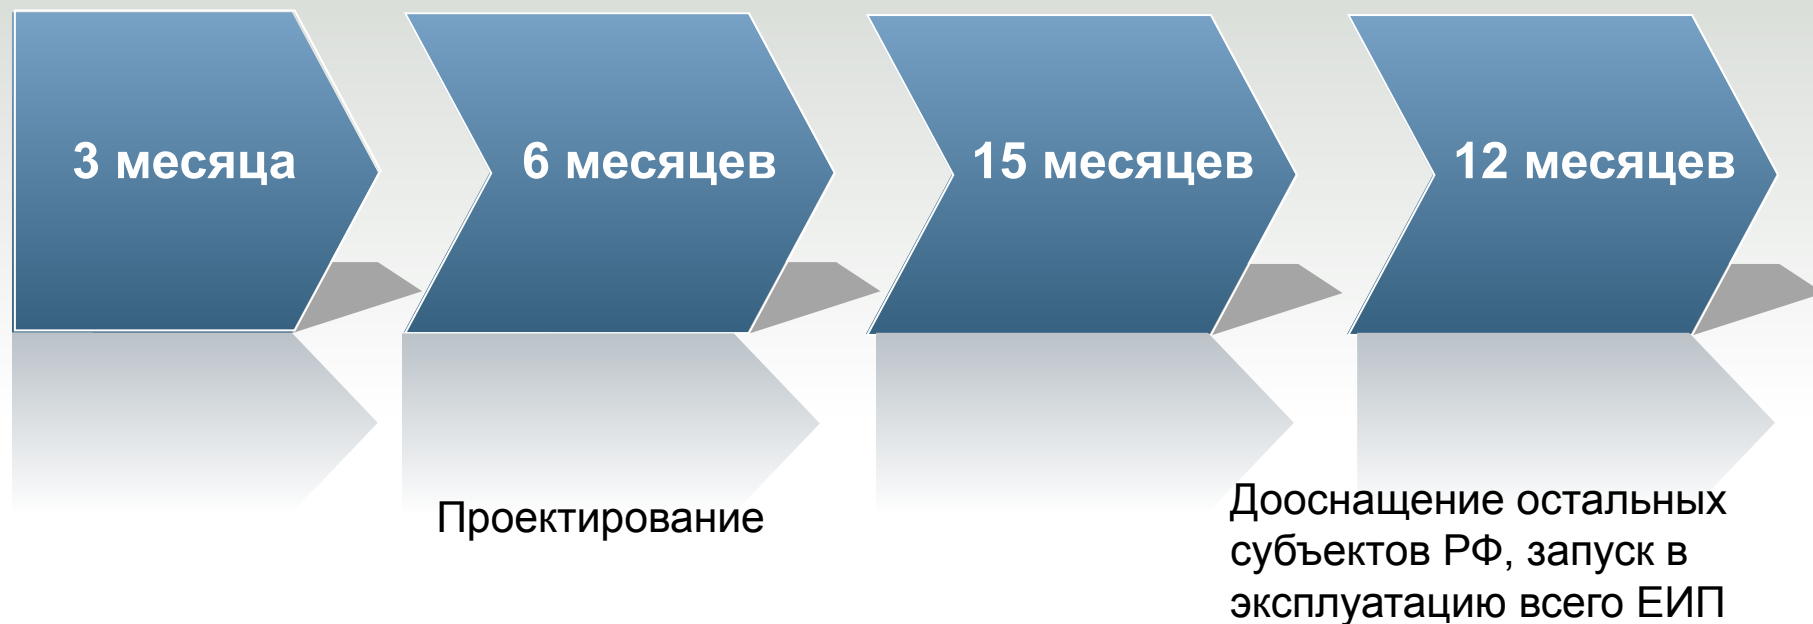 3 месяца
6 месяцев
15 месяцев
12 месяцев
Проектирование
Дооснащение остальных
субъектов РФ, запуск в
эксплуатацию всего ЕИП